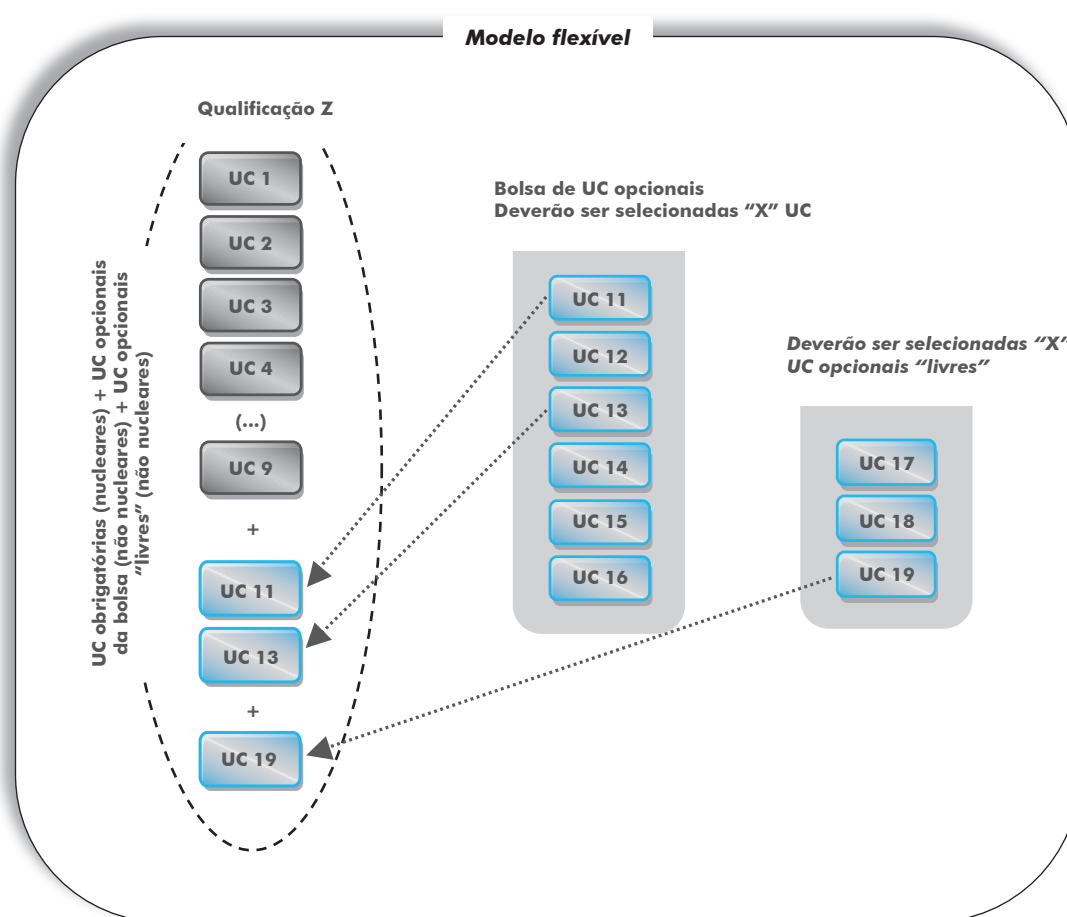 Modelo flexível
Qualificação Z
UC obrigatórias (nucleares) + UC opcionais
da bolsa (não nucleares) + UC opcionais
“livres” (não nucleares)
UC 1
UC 2
UC 3
UC 4
(...)
UC 9
+
UC 11
UC 13
+
UC 19
Bolsa de UC opcionais
Deverão ser selecionadas “X” UC
UC 11
UC 12
UC 13
UC 14
UC 15
UC 16
Deverão ser selecionadas “X”
UC opcionais “livres”
UC 17
UC 18
UC 19